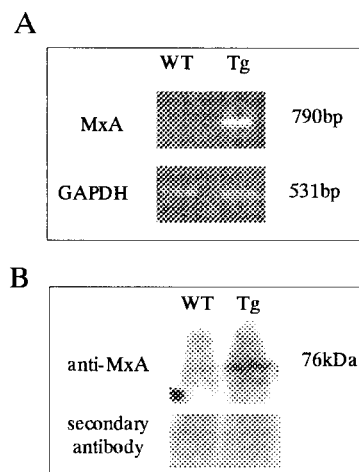 A
WT Tg
MxA 790bp
GAPDH 531bp
B
WT Tg
anti-MxA 76kDa
secondary
antibody